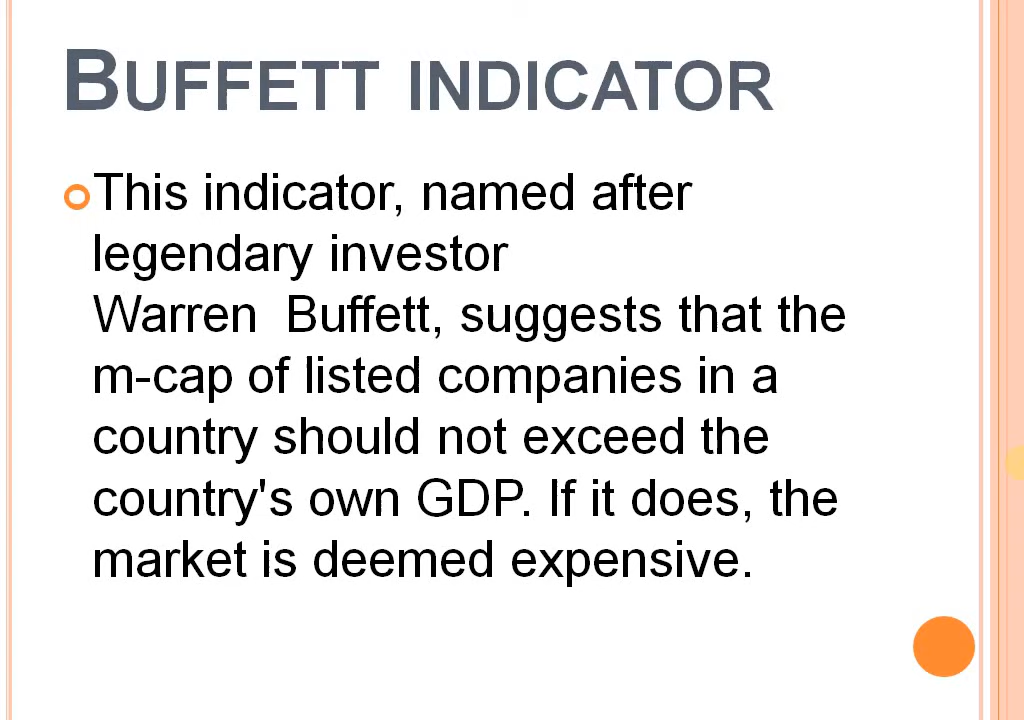 BUFFETT INDICATOR
This indicator, named after
legendary investor
Warren  Buffett, suggests that the
m-cap of listed companies in a
country should not exceed the
country's own GDP. If it does, the
market is deemed expensive.